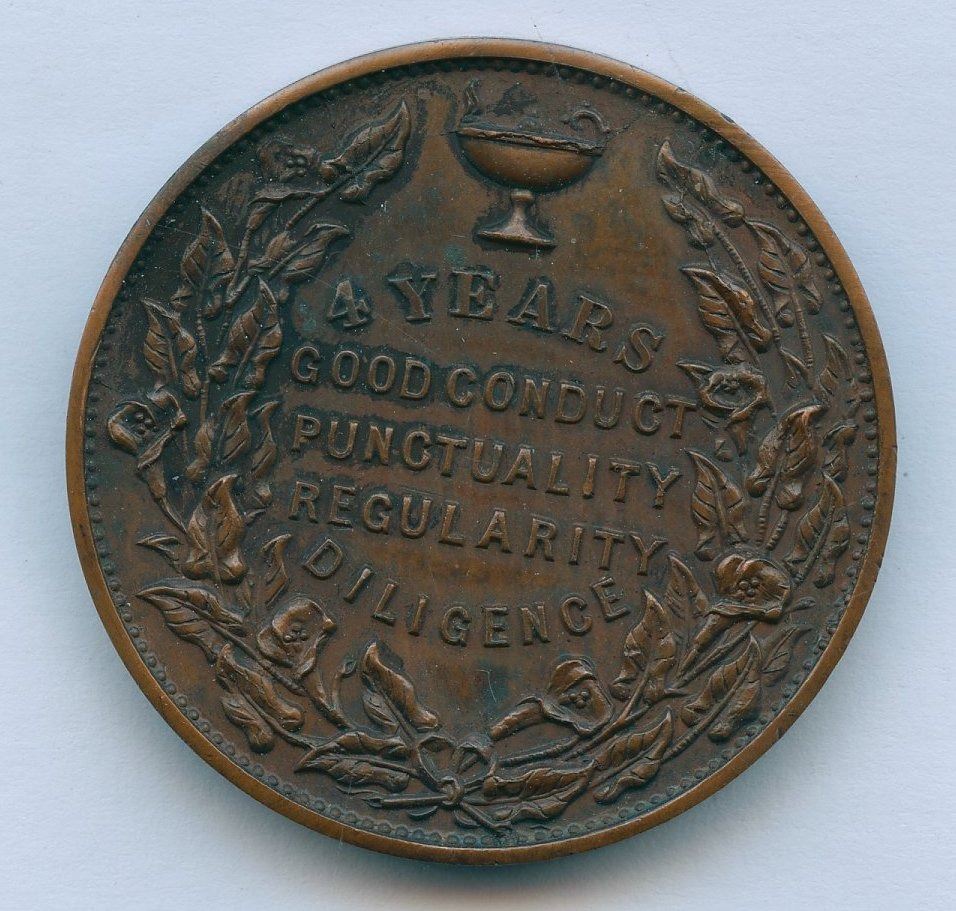 4 YEARS
GOOD CONDUCT
PUNCTUALITY
REGULARITY
DILIGENCE